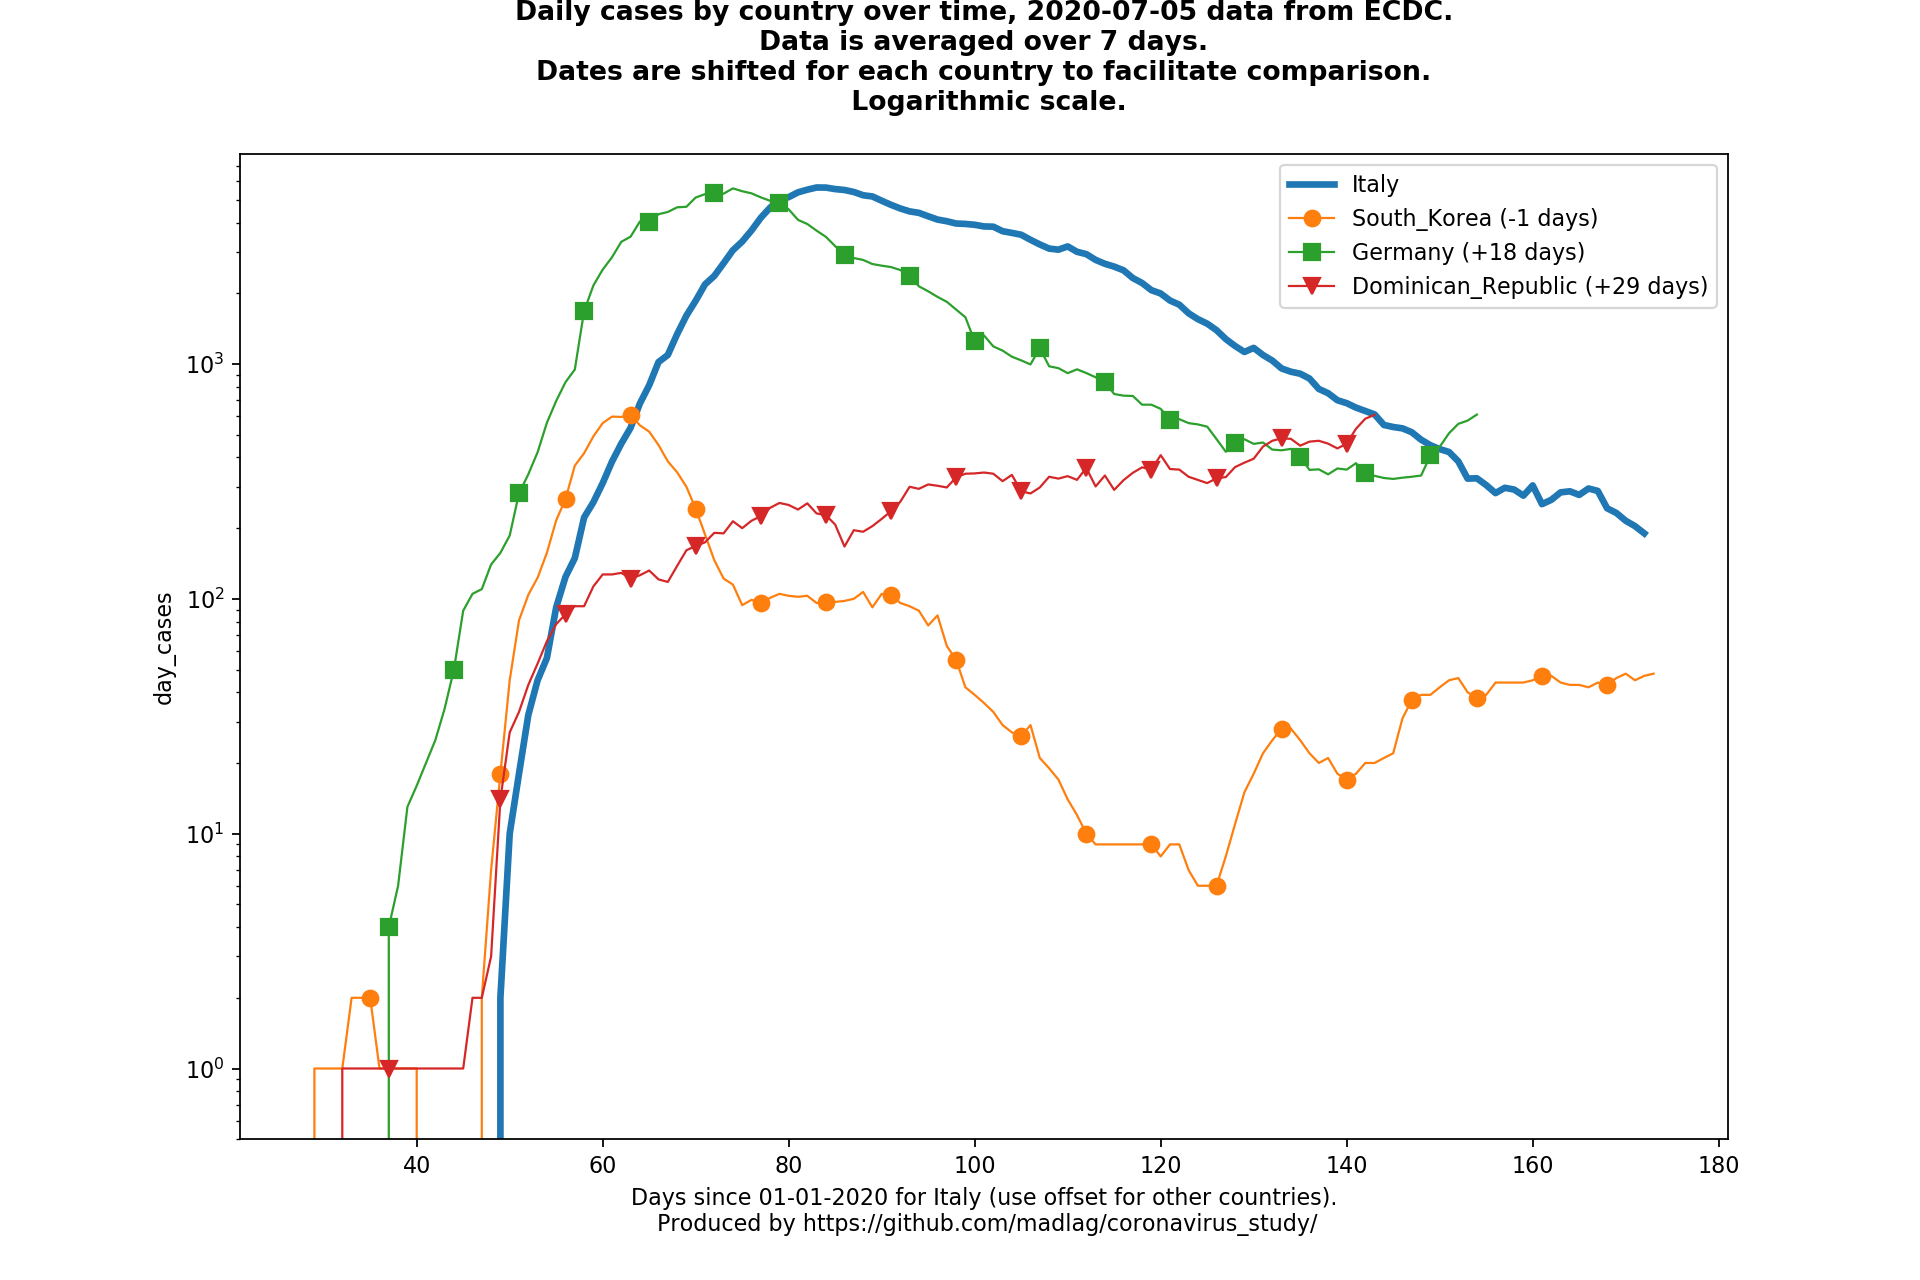 Daily cases by country over time, 2020-07-05 data from ECDC.
Data is averaged over 7 days.
Dates are shifted for each country to facilitate comparison.
Logarithmic scale.
Italy
South_Korea (-1 days)
Germany (+18 days)
Dominican_Republic (+29 days)
10³
10²
10¹
10⁰
day_cases
40 60 80 100 120 140 160 180
Days since 01-01-2020 for Italy (use offset for other countries).
Produced by https://github.com/madlag/coronavirus_study/